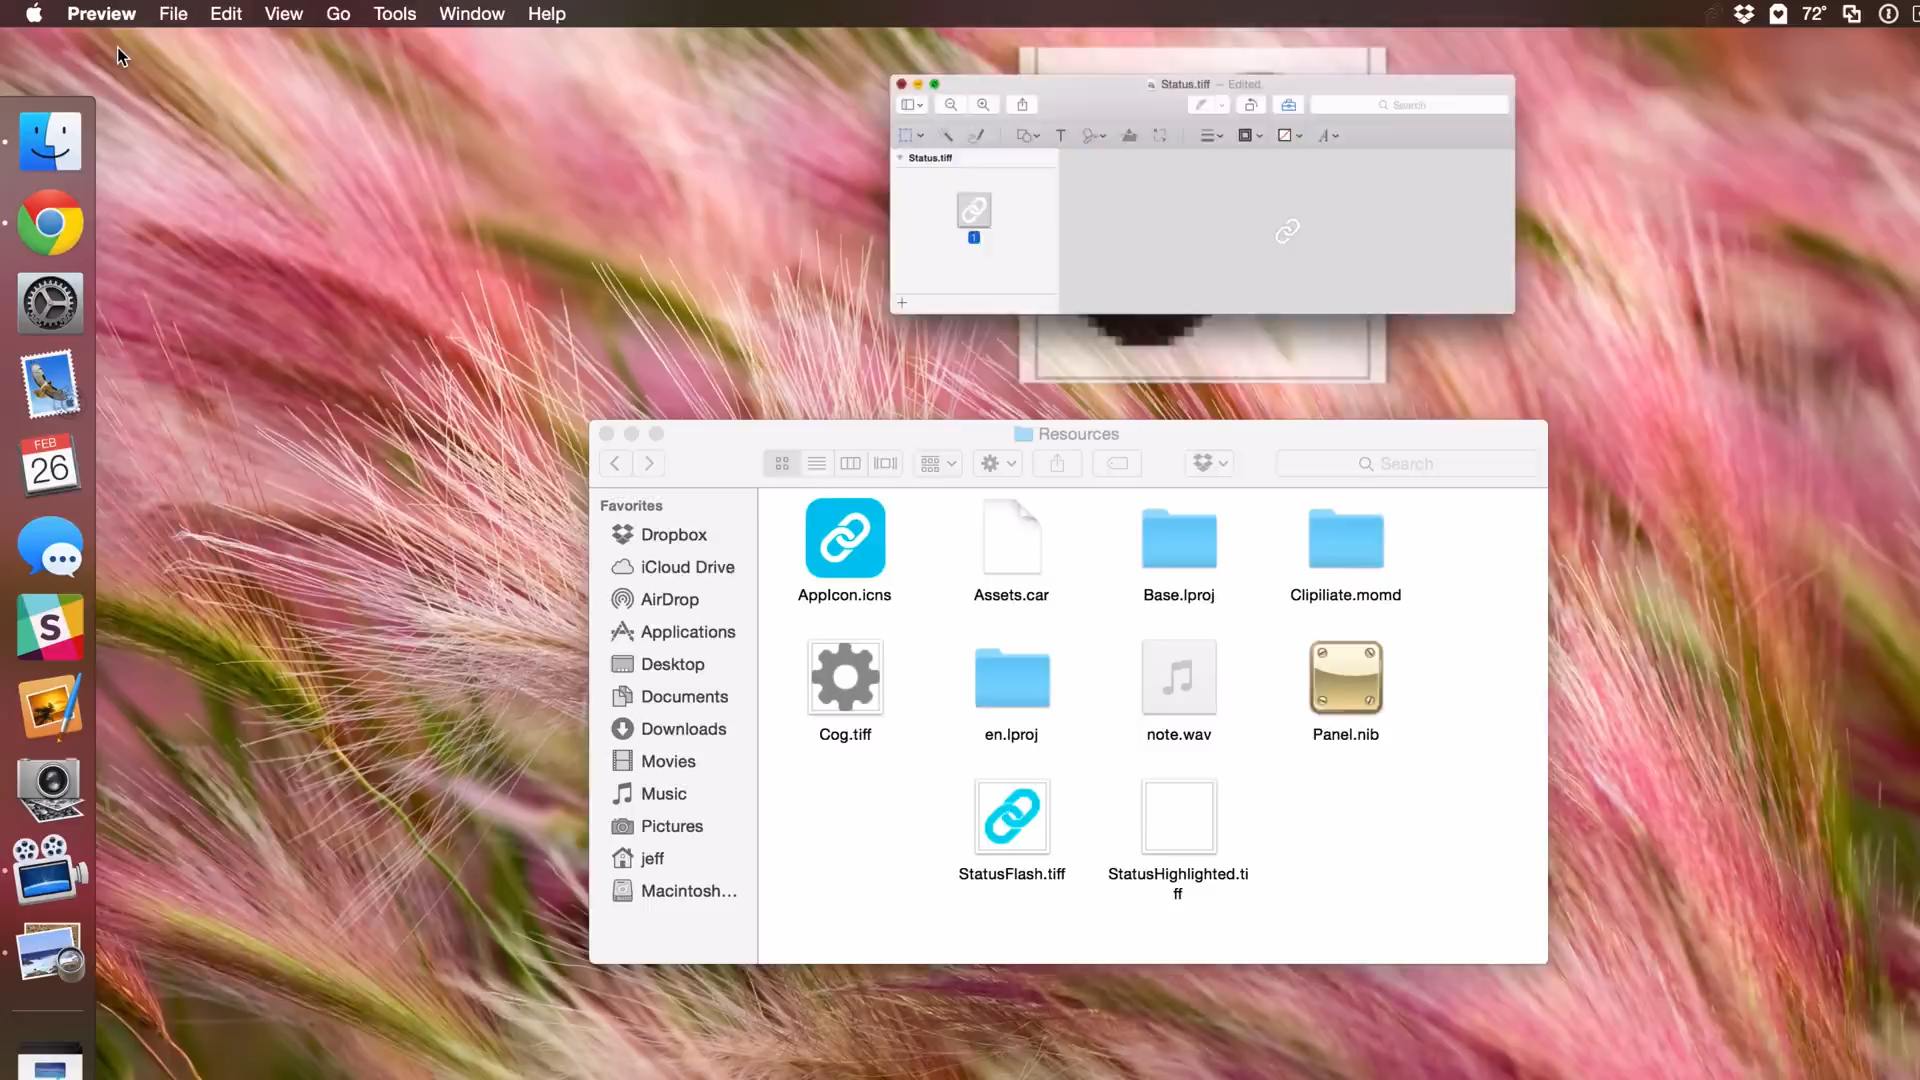 Preview File Edit View Go Tools Window Help 72°
Status.tiff — Edited
Search
Status.tiff
1
Resources
Search
Favorites
Dropbox
iCloud Drive
AirDrop
Applications
Desktop
Documents
Downloads
Movies
Music
Pictures
jeff
Macintosh...
AppIcon.icns Assets.car Base.lproj Clipiliate.momd
Cog.tiff en.lproj note.wav Panel.nib
StatusFlash.tiff StatusHighlighted.ti
ff
FEB
26
S